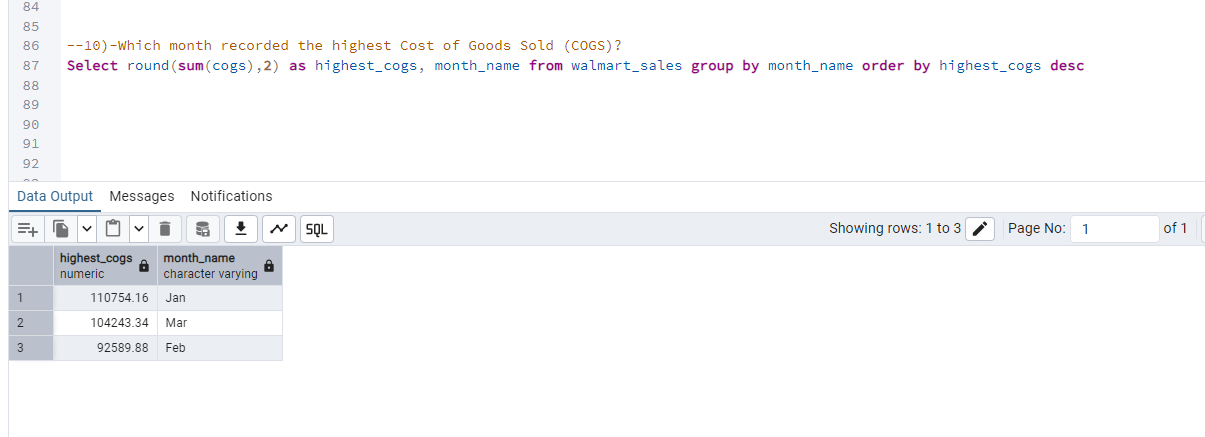 84
85
86 --10)-Which month recorded the highest Cost of Goods Sold (COGS)?
87 Select round(sum(cogs),2) as highest_cogs, month_name from walmart_sales group by month_name order by highest_cogs desc
88
89
90
91
92
Data Output Messages Notifications
SQL Showing rows: 1 to 3 Page No: 1 of 1
highest_cogs month_name
numeric character varying
1 110754.16 Jan
2 104243.34 Mar
3 92589.88 Feb